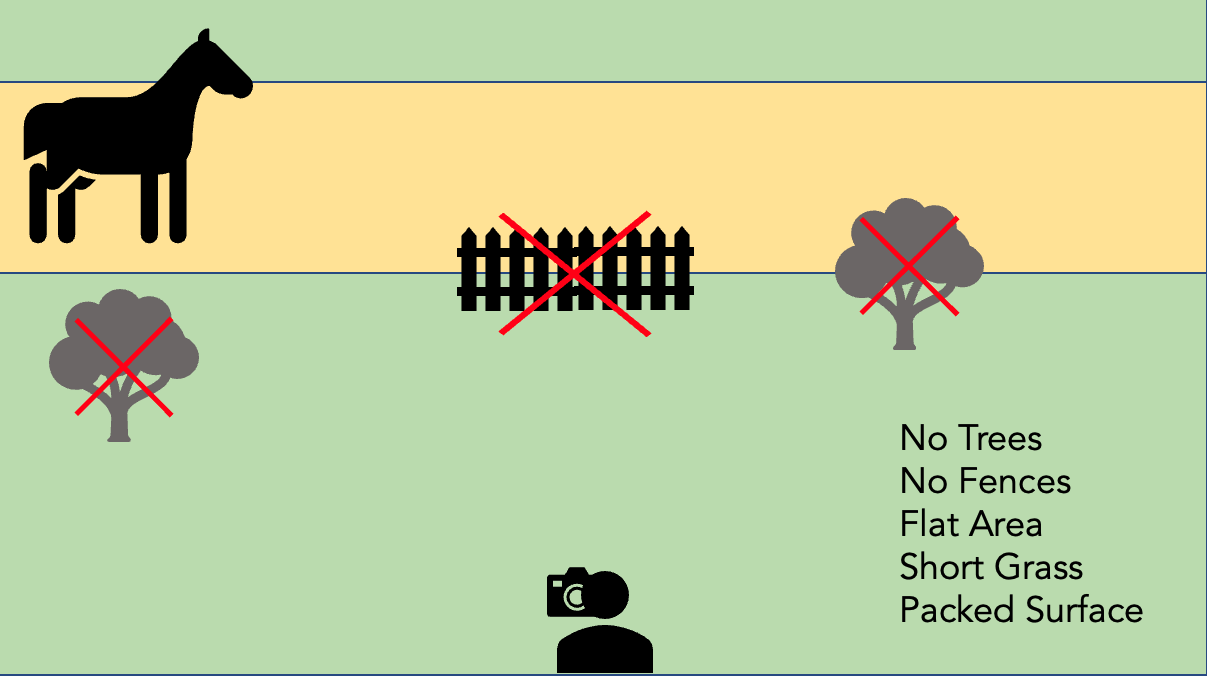 No Trees
No Fences
Flat Area
Short Grass
Packed Surface